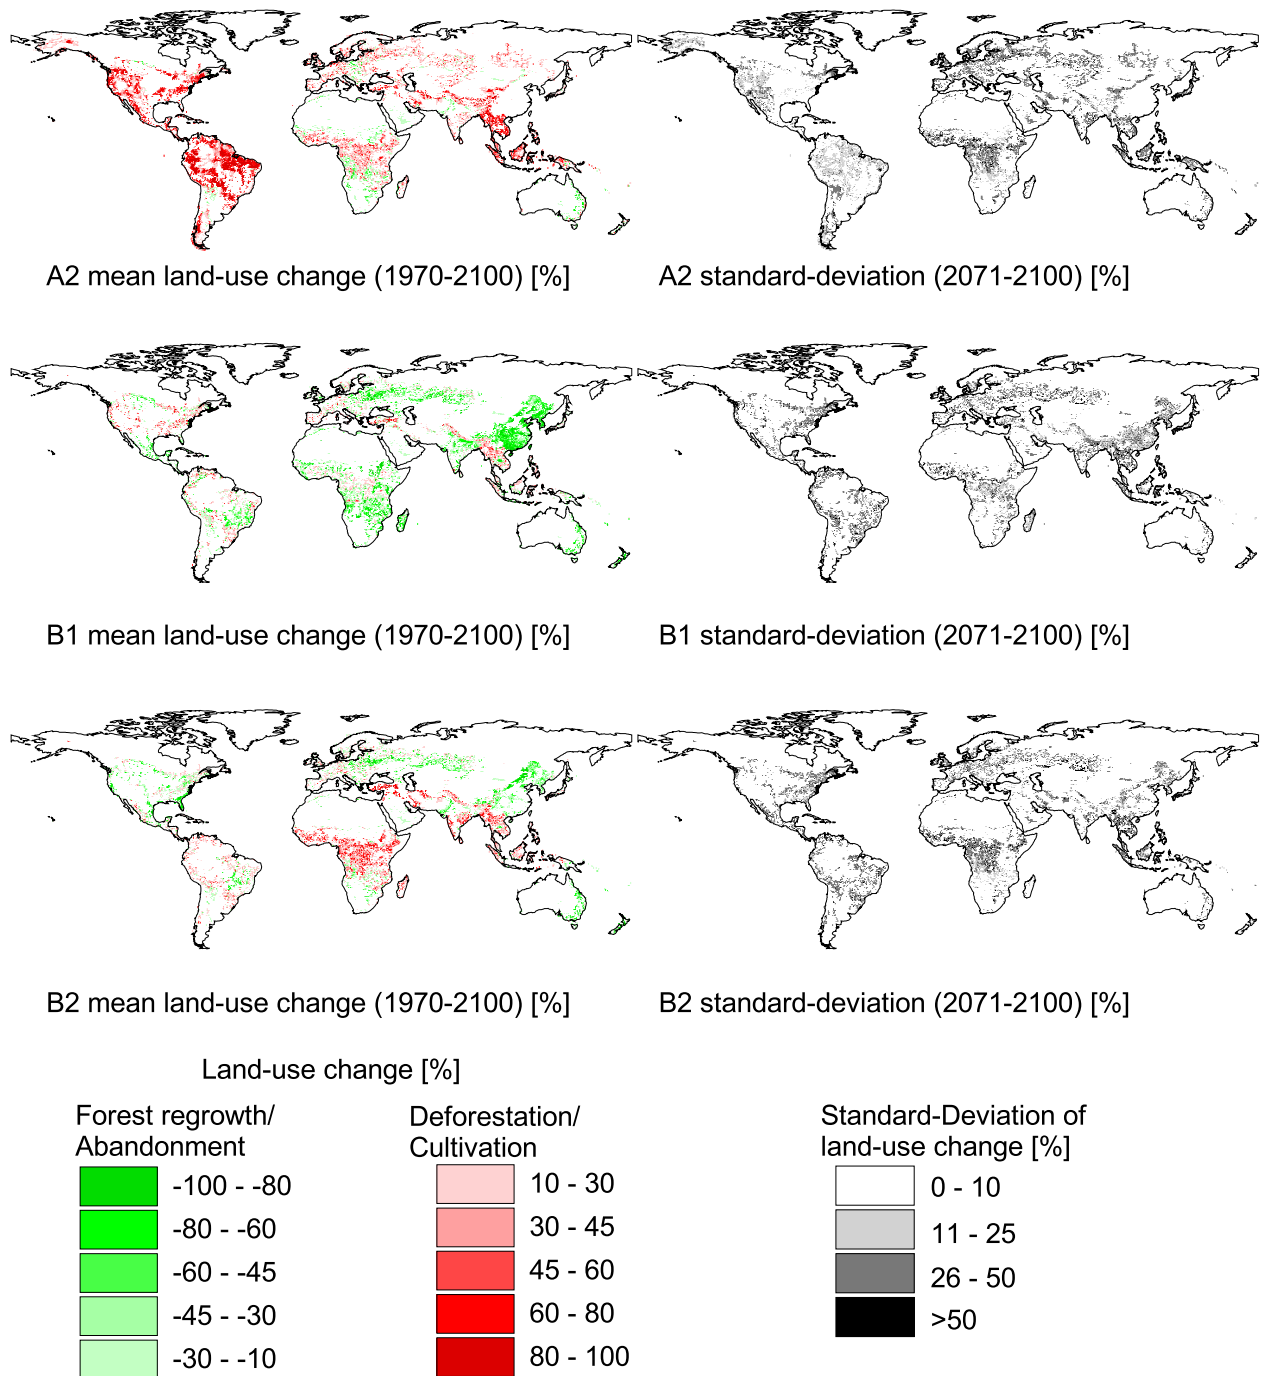 A2 mean land-use change (1970-2100) [%]
A2 standard-deviation (2071-2100) [%]
B1 mean land-use change (1970-2100) [%]
B1 standard-deviation (2071-2100) [%]
B2 mean land-use change (1970-2100) [%]
B2 standard-deviation (2071-2100) [%]
Land-use change [%]
Forest regrowth/
Abandonment
-100 - -80
-80 - -60
-60 - -45
-45 - -30
-30 - -10
Deforestation/
Cultivation
10 - 30
30 - 45
45 - 60
60 - 80
80 - 100
Standard-Deviation of
land-use change [%]
0 - 10
11 - 25
26 - 50
>50